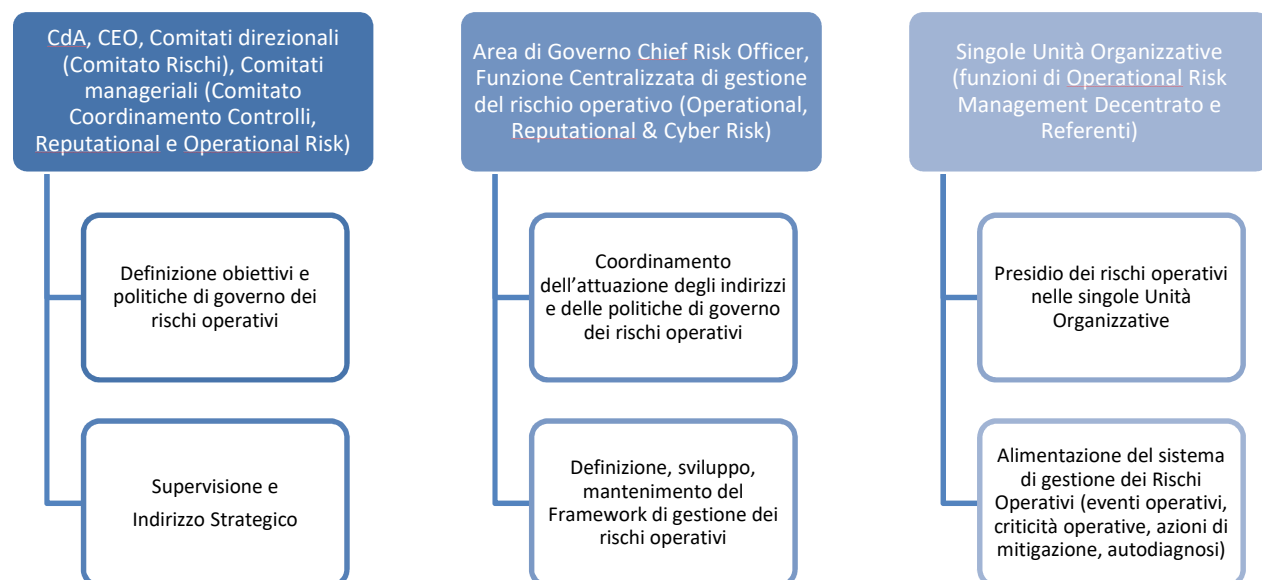 CdA, CEO, Comitati direzionali
(Comitato Rischi), Comitati
manageriali (Comitato
Coordinamento Controlli,
Reputational e Operational Risk)
Definizione obiettivi e
politiche di governo dei
rischi operativi
Supervisione e
Indirizzo Strategico
Area di Governo Chief Risk Officer,
Funzione Centralizzata di gestione
del rischio operativo (Operational,
Reputational & Cyber Risk)
Coordinamento
dell’attuazione degli indirizzi
e delle politiche di governo
dei rischi operativi
Definizione, sviluppo,
mantenimento del
Framework di gestione dei
rischi operativi
Singole Unità Organizzative
(funzioni di Operational Risk
Management Decentrato e
Referenti)
Presidio dei rischi operativi
nelle singole Unità
Organizzative
Alimentazione del sistema
di gestione dei Rischi
Operativi (eventi operativi,
criticità operative, azioni di
mitigazione, autodiagnosi)